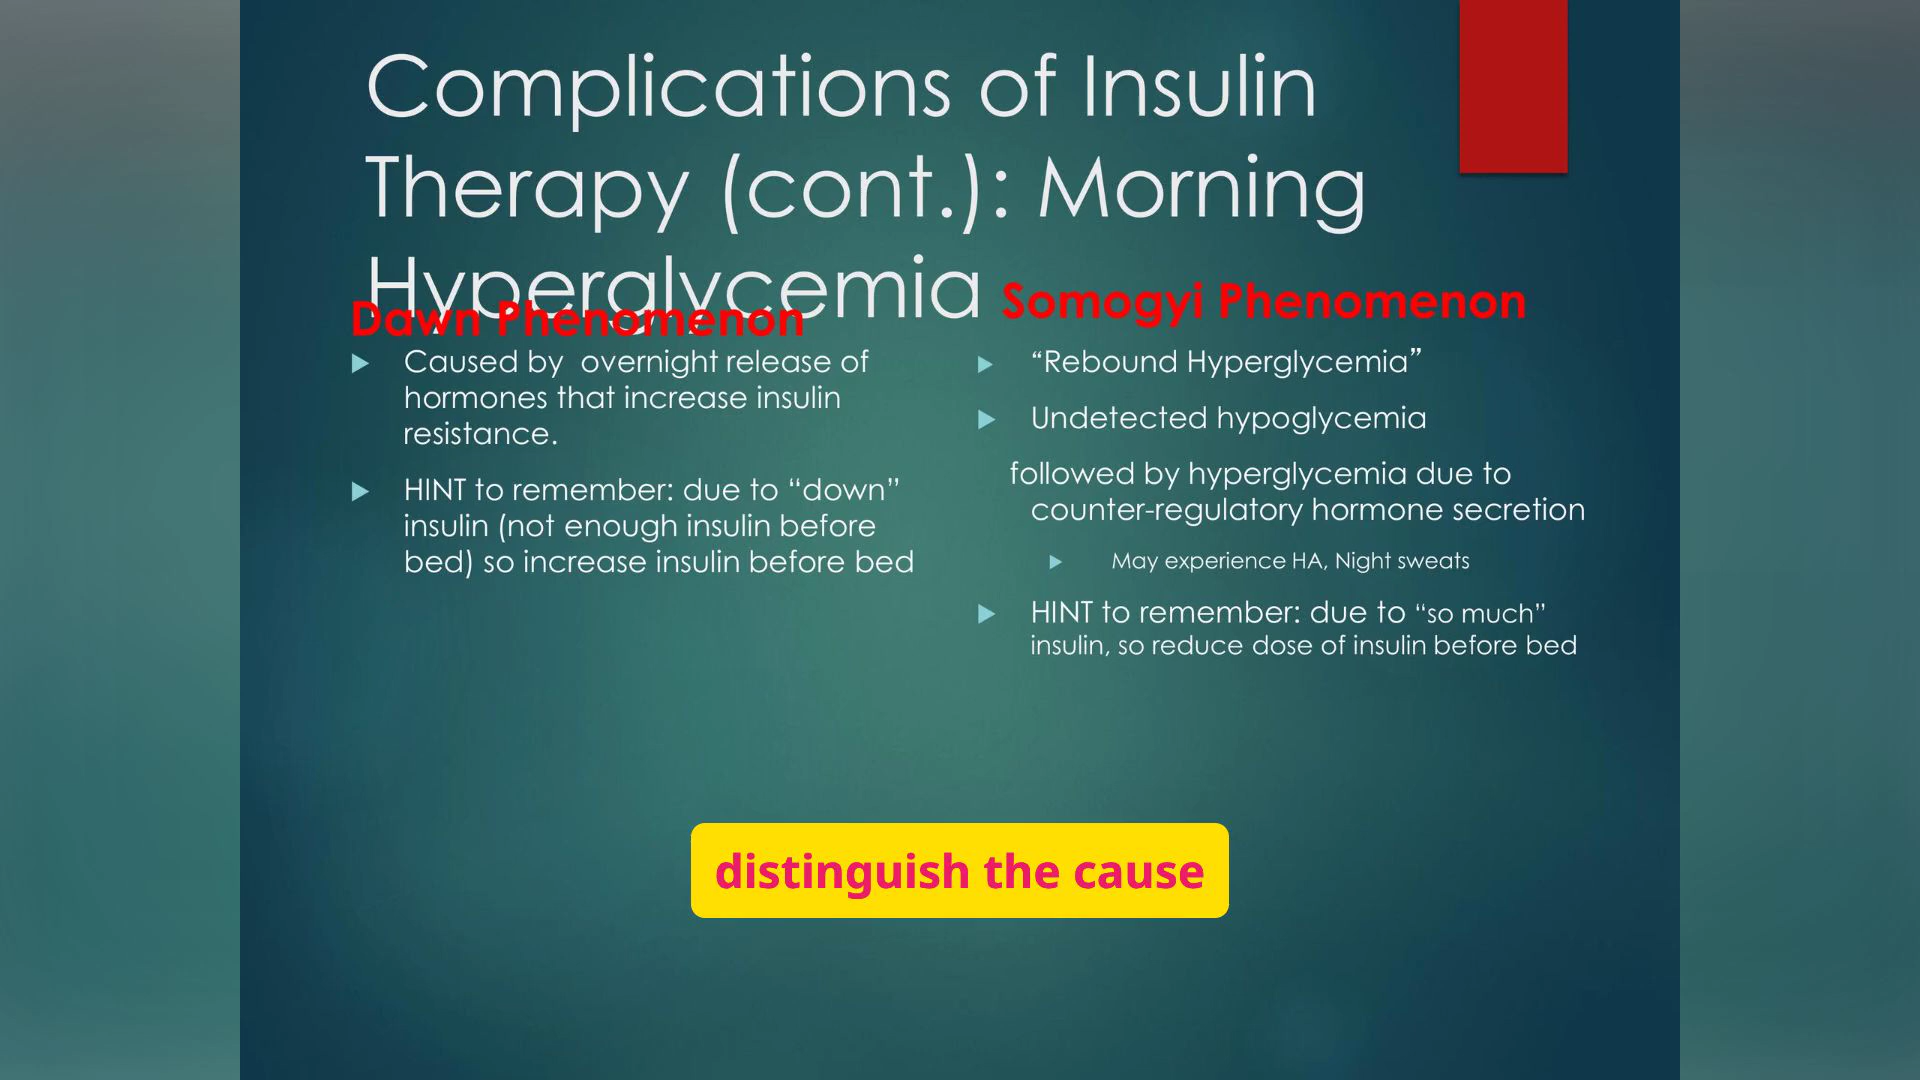 Complications of Insulin
Therapy (cont.): Morning
Hyperglycemia
Dawn Phenomenon
Caused by  overnight release of
hormones that increase insulin
resistance.
HINT to remember: due to “down”
insulin (not enough insulin before
bed) so increase insulin before bed
Somogyi Phenomenon
“Rebound Hyperglycemia”
Undetected hypoglycemia
followed by hyperglycemia due to
counter-regulatory hormone secretion
May experience HA, Night sweats
HINT to remember: due to “so much”
insulin, so reduce dose of insulin before bed
distinguish the cause